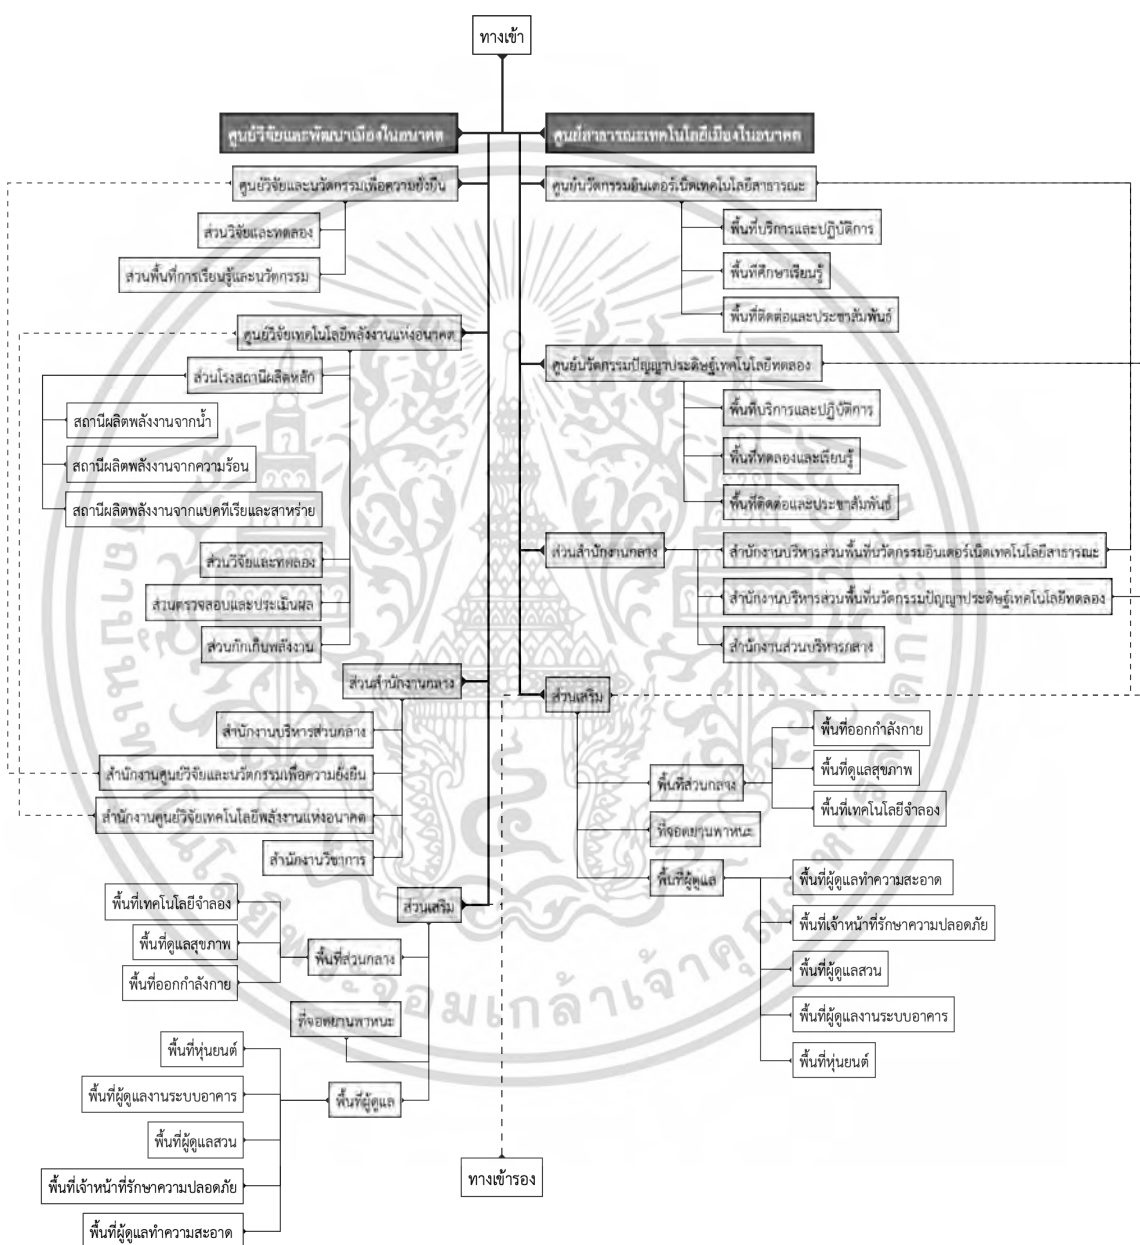 ทางเข้า
ศูนย์วิจัยและพัฒนาเมืองในอนาคต
ศูนย์วิจัยและนวัตกรรมเพื่อความยั่งยืน
ส่วนวิจัยและทดลอง
ส่วนพื้นที่การเรียนรู้และนวัตกรรม
ศูนย์วิจัยเทคโนโลยีพลังงานแห่งอนาคต
ส่วนโรงสถานีผลิตหลัก
สถานีผลิตพลังงานจากน้ำ
สถานีผลิตพลังงานจากความร้อน
สถานีผลิตพลังงานจากแบคทีเรียและสาหร่าย
ส่วนวิจัยและทดลอง
ส่วนตรวจสอบและประเมินผล
ส่วนกักเก็บพลังงาน
ส่วนสำนักงานกลาง
สำนักงานบริหารส่วนกลาง
สำนักงานศูนย์วิจัยและนวัตกรรมเพื่อความยั่งยืน
สำนักงานศูนย์วิจัยเทคโนโลยีพลังงานแห่งอนาคต
สำนักงานวิชาการ
ส่วนเสริม
พื้นที่เทคโนโลยีจำลอง
พื้นที่ดูแลสุขภาพ
พื้นที่ส่วนกลาง
พื้นที่ออกกำลังกาย
ที่จอดยานพาหนะ
พื้นที่หุ่นยนต์
พื้นที่ผู้ดูแลงานระบบอาคาร
พื้นที่ผู้ดูแล
พื้นที่ผู้ดูแลสวน
พื้นที่เจ้าหน้าที่รักษาความปลอดภัย
พื้นที่ผู้ดูแลทำความสะอาด
ศูนย์สาธารณะเทคโนโลยีเมืองในอนาคต
ศูนย์นวัตกรรมอินเตอร์เน็ตเทคโนโลยีสาธารณะ
พื้นที่บริการและปฏิบัติการ
พื้นที่ศึกษาเรียนรู้
พื้นที่ติดต่อและประชาสัมพันธ์
ศูนย์นวัตกรรมปัญญาประดิษฐ์เทคโนโลยีทดลอง
พื้นที่บริการและปฏิบัติการ
พื้นที่ทดลองและเรียนรู้
พื้นที่ติดต่อและประชาสัมพันธ์
ส่วนสำนักงานกลาง
สำนักงานบริหารส่วนพื้นที่นวัตกรรมอินเตอร์เน็ตเทคโนโลยีสาธารณะ
สำนักงานบริหารส่วนพื้นที่นวัตกรรมปัญญาประดิษฐ์เทคโนโลยีทดลอง
สำนักงานส่วนบริหารกลาง
ส่วนเสริม
พื้นที่ออกกำลังกาย
พื้นที่ดูแลสุขภาพ
พื้นที่ส่วนกลาง
พื้นที่เทคโนโลยีจำลอง
ที่จอดยานพาหนะ
พื้นที่ผู้ดูแล
พื้นที่ผู้ดูแลทำความสะอาด
พื้นที่เจ้าหน้าที่รักษาความปลอดภัย
พื้นที่ผู้ดูแลสวน
พื้นที่ผู้ดูแลงานระบบอาคาร
พื้นที่หุ่นยนต์
ทางเข้ารอง
สถาบันเทคโนโลยีพระจอมเกล้าเจ้าคุณทหารลาดกระบัง